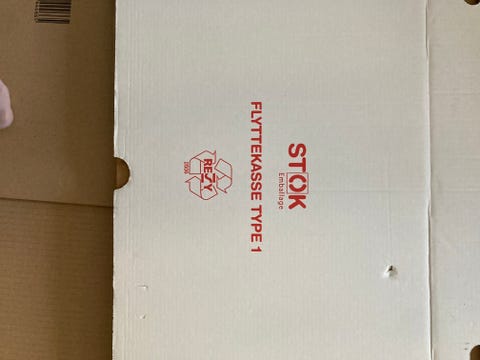 STOK
Emballage
FLYTTEKASSE TYPE 1
RESY